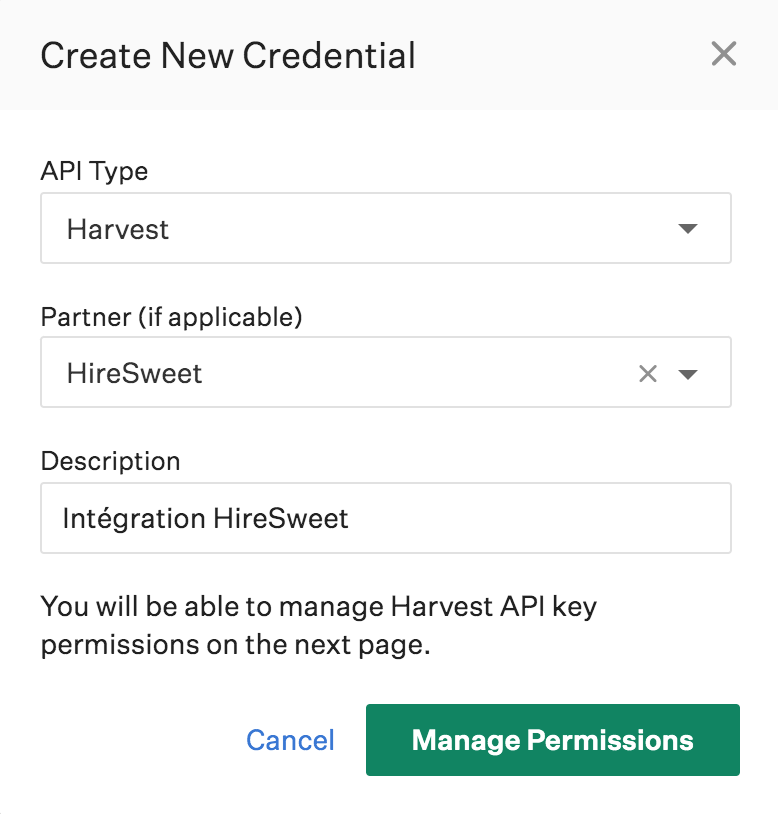 Create New Credential
API Type
Harvest
Partner (if applicable)
HireSweet
Description
Intégration HireSweet
You will be able to manage Harvest API key
permissions on the next page.
Cancel
Manage Permissions